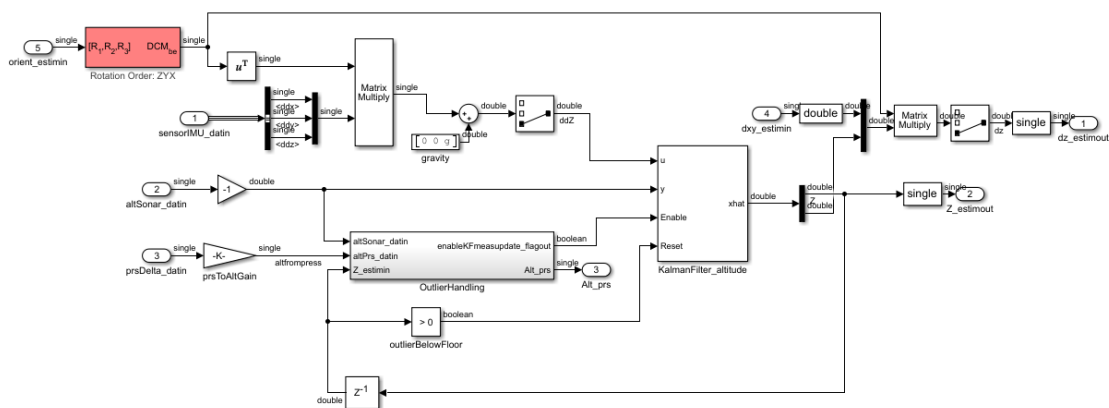 single
5
orient_estimin
[R1,R2,R3] DCMbe
Rotation Order: ZYX
single
uT
single
single
<ddx>
single
<ddy>
single
<ddz>
1
sensorIMU_datin
single
Matrix
Multiply
single
double
double
[ 0 0 g ]
gravity
double
ddZ
2
altSonar_datin
single
-1
double
3
prsDelta_datin
single
-K-
prsToAltGain
single
altfrompress
altSonar_datin
altPrs_datin
Z_estimin
enableKFmeasupdate_flagout
Alt_prs
OutlierHandling
boolean
single
3
Alt_prs
> 0
outlierBelowFloor
boolean
Z-1
double
u
y
Enable
Reset
xhat
KalmanFilter_altitude
double
double
Z
double
single
single
2
Z_estimout
4
dxy_estimin
single
double
double
double
Matrix
Multiply
double
double
dz
single
single
1
dz_estimout